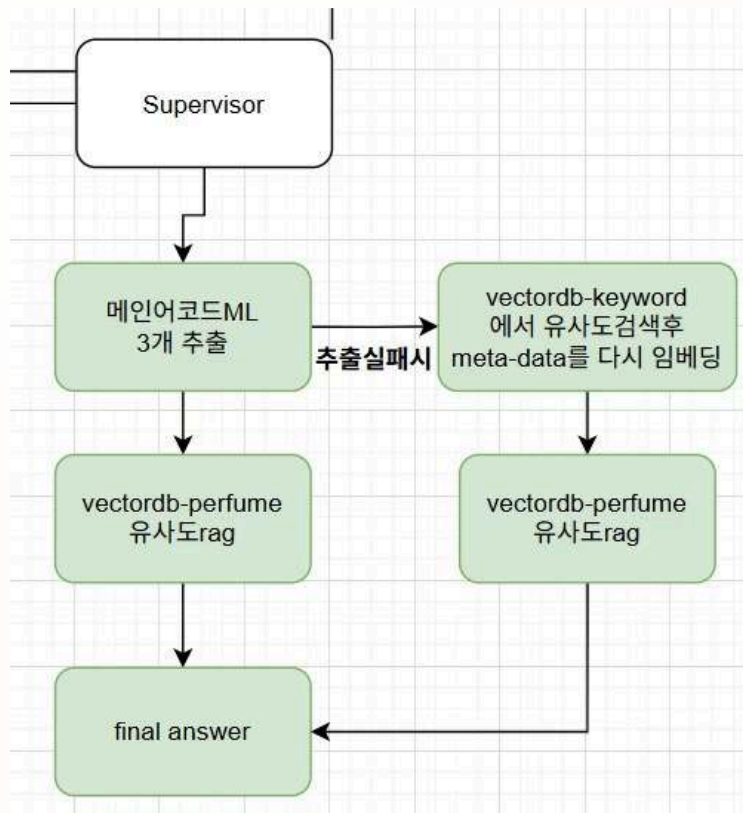 Supervisor
메인어코드ML
3개 추출
추출실패시
vectordb-keyword
에서 유사도검색후
meta-data를 다시 임베딩
vectordb-perfume
유사도rag
vectordb-perfume
유사도rag
final answer